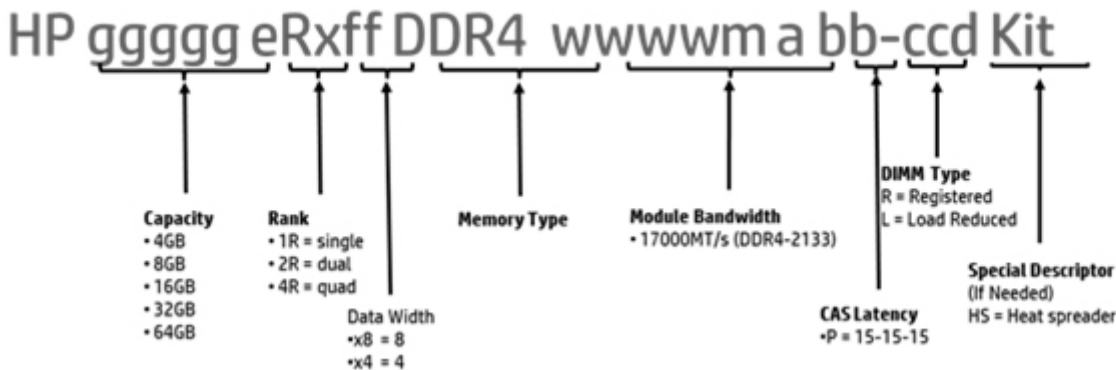 HP ggggg eRxff DDR4 wwwwm a bb-ccd Kit
Capacity
• 4GB
• 8GB
• 16GB
• 32GB
• 64GB
Rank
• 1R = single
• 2R = dual
• 4R = quad
Data Width
•x8 = 8
•x4 = 4
Memory Type
Module Bandwidth
• 17000MT/s (DDR4-2133)
CAS Latency
•P = 15-15-15
DIMM Type
R = Registered
L = Load Reduced
Special Descriptor
(If Needed)
HS = Heat spreader